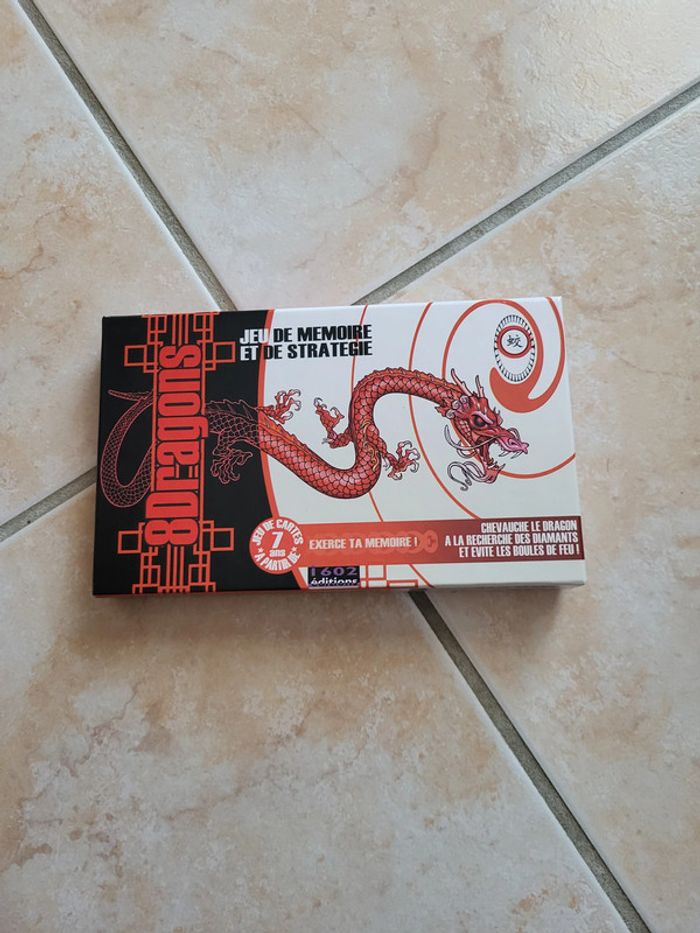 8Dragons
JEU DE MEMOIRE
ET DE STRATEGIE
蛟
JEU DE CARTES
7
ans
A PARTIR DE
EXERCE TA MEMOIRE !
CHEVAUCHE LE DRAGON
A LA RECHERCHE DES DIAMANTS
ET EVITE LES BOULES DE FEU !
1602
éditions